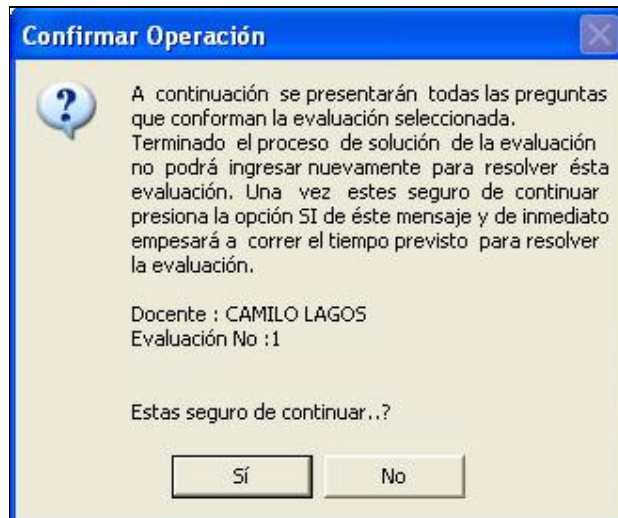 Confirmar Operación
A continuación se presentarán todas las preguntas
que conforman la evaluación seleccionada.
Terminado el proceso de solución de la evaluación
no podrá ingresar nuevamente para resolver ésta
evaluación. Una vez estes seguro de continuar
presiona la opción SI de éste mensaje y de inmediato
empesará a correr el tiempo previsto para resolver
la evaluación.
Docente : CAMILO LAGOS
Evaluación No :1
Estas seguro de continuar..?
Sí
No